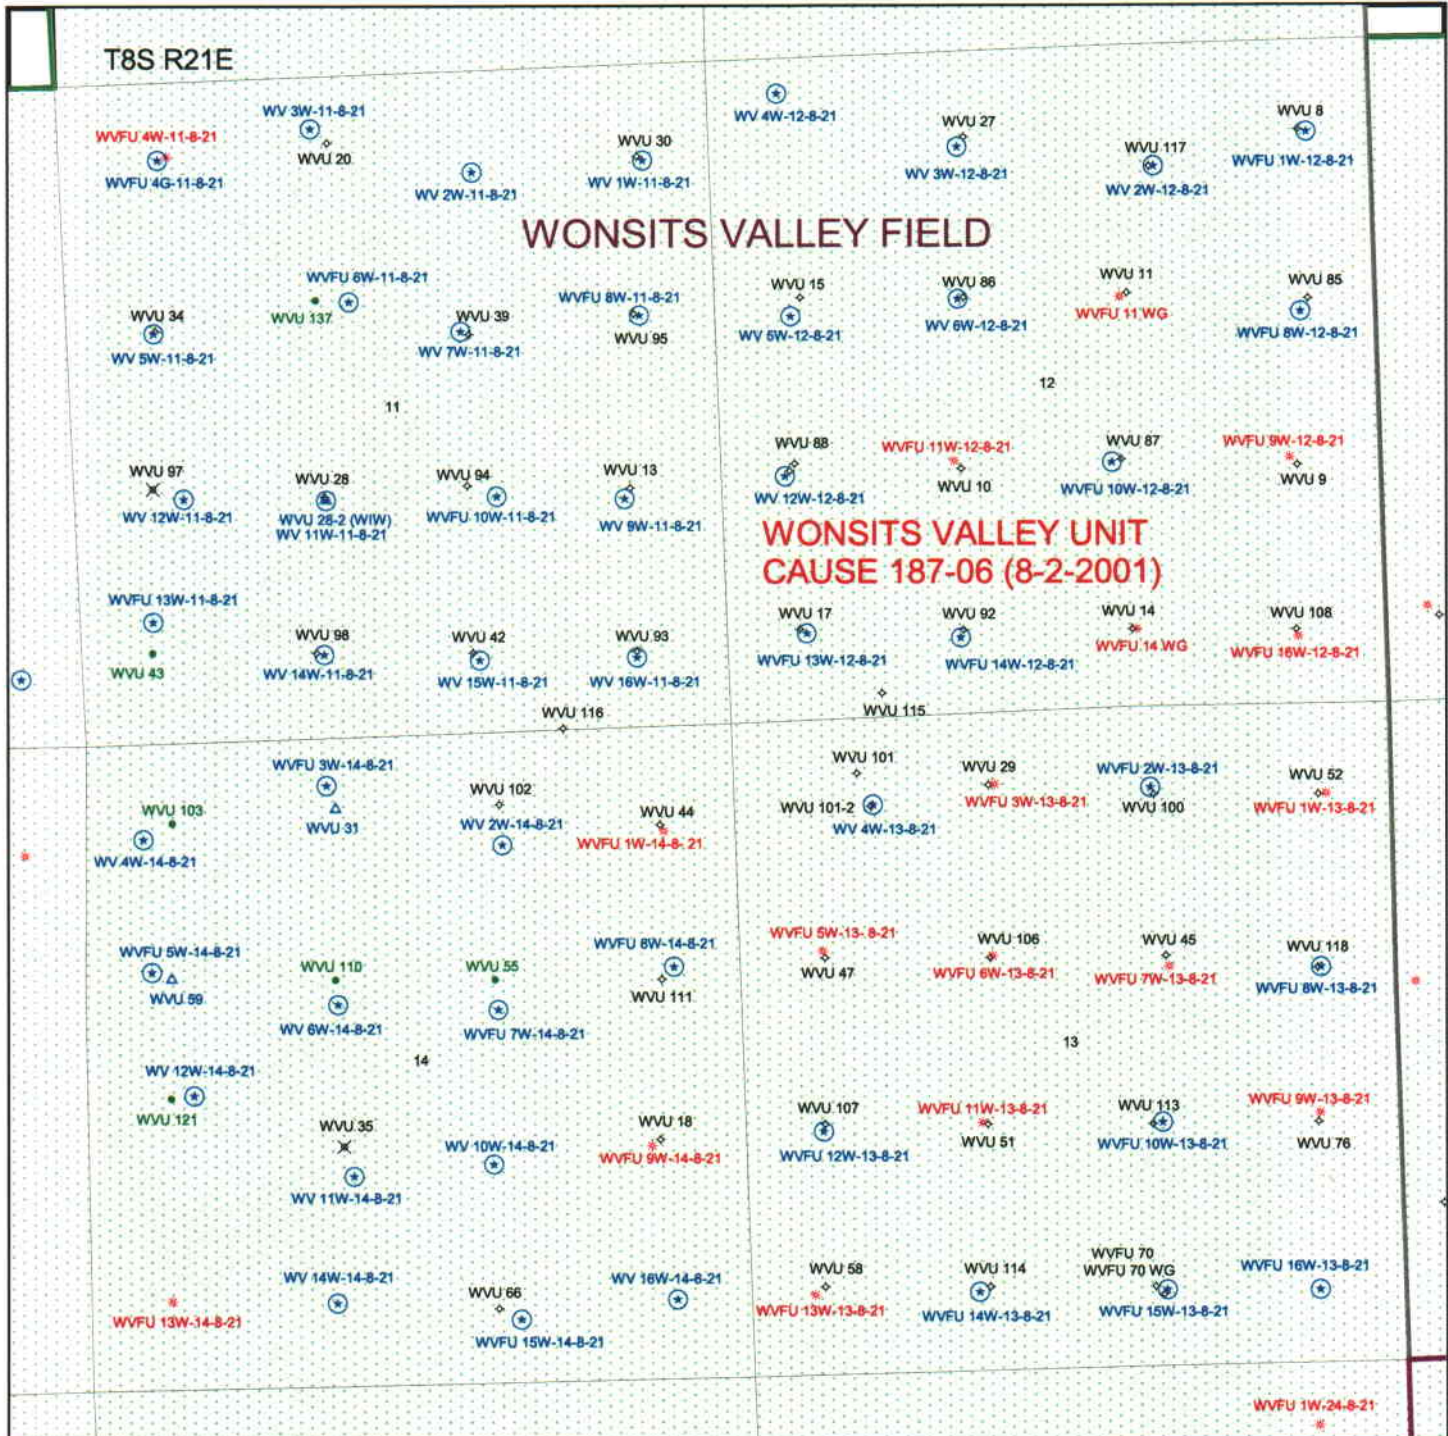 T8S R21E
WV 4W-12-8-21
WV 3W-11-8-21
WVU 8
WVFU 4W-11-8-21
WVU 20
WVU 30
WVU 27
WVU 117
WVFU 1W-12-8-21
WVFU 4G-11-8-21
WV 2W-11-8-21
WV 1W-11-8-21
WV 3W-12-8-21
WV 2W-12-8-21
WONSITS VALLEY FIELD
WVFU 6W-11-8-21
WVFU 8W-11-8-21
WVU 15
WVU 86
WVU 11
WVU 85
WVU 34
WVU 137
WVU 39
WVU 95
WV 5W-12-8-21
WV 6W-12-8-21
WVFU 11 WG
WVFU 8W-12-8-21
WV 5W-11-8-21
WV 7W-11-8-21
11
12
WVU 97
WVU 28
WVU 94
WVU 13
WVU 88
WVFU 11W-12-8-21
WVU 87
WVFU 9W-12-8-21
WV 12W-11-8-21
WVU 28-2 (WIW)
WV 11W-11-8-21
WVFU 10W-11-8-21
WV 9W-11-8-21
WV 12W-12-8-21
WVU 10
WVFU 10W-12-8-21
WVU 9
WONSITS VALLEY UNIT
CAUSE 187-06 (8-2-2001)
WVFU 13W-11-8-21
WVU 98
WVU 42
WVU 93
WVU 17
WVU 92
WVU 14
WVU 108
WVU 43
WV 14W-11-8-21
WV 15W-11-8-21
WV 16W-11-8-21
WVFU 13W-12-8-21
WVFU 14W-12-8-21
WVFU 14 WG
WVFU 16W-12-8-21
WVU 116
WVU 115
WVFU 3W-14-8-21
WVU 102
WVU 101
WVU 29
WVFU 2W-13-8-21
WVU 52
WVU 103
WVU 31
WV 2W-14-8-21
WVU 44
WVU 101-2
WVFU 3W-13-8-21
WVU 100
WVFU 1W-13-8-21
WV 4W-14-8-21
WVFU 1W-14-8-21
WV 4W-13-8-21
WVFU 5W-14-8-21
WVU 110
WVU 55
WVFU 8W-14-8-21
WVFU 5W-13-8-21
WVU 106
WVU 45
WVU 118
WVU 59
WV 6W-14-8-21
WVFU 7W-14-8-21
WVU 111
WVU 47
WVFU 6W-13-8-21
WVFU 7W-13-8-21
WVFU 8W-13-8-21
14
13
WV 12W-14-8-21
WVU 121
WVU 35
WV 10W-14-8-21
WVU 18
WVU 107
WVFU 11W-13-8-21
WVU 113
WVFU 9W-13-8-21
WV 11W-14-8-21
WVFU 9W-14-8-21
WVFU 12W-13-8-21
WVU 51
WVFU 10W-13-8-21
WVU 76
WV 14W-14-8-21
WVU 66
WV 16W-14-8-21
WVU 58
WVU 114
WVFU 70
WVFU 70 WG
WVFU 16W-13-8-21
WVFU 13W-14-8-21
WVFU 15W-14-8-21
WVFU 13W-13-8-21
WVFU 14W-13-8-21
WVFU 15W-13-8-21
WVFU 1W-24-8-21